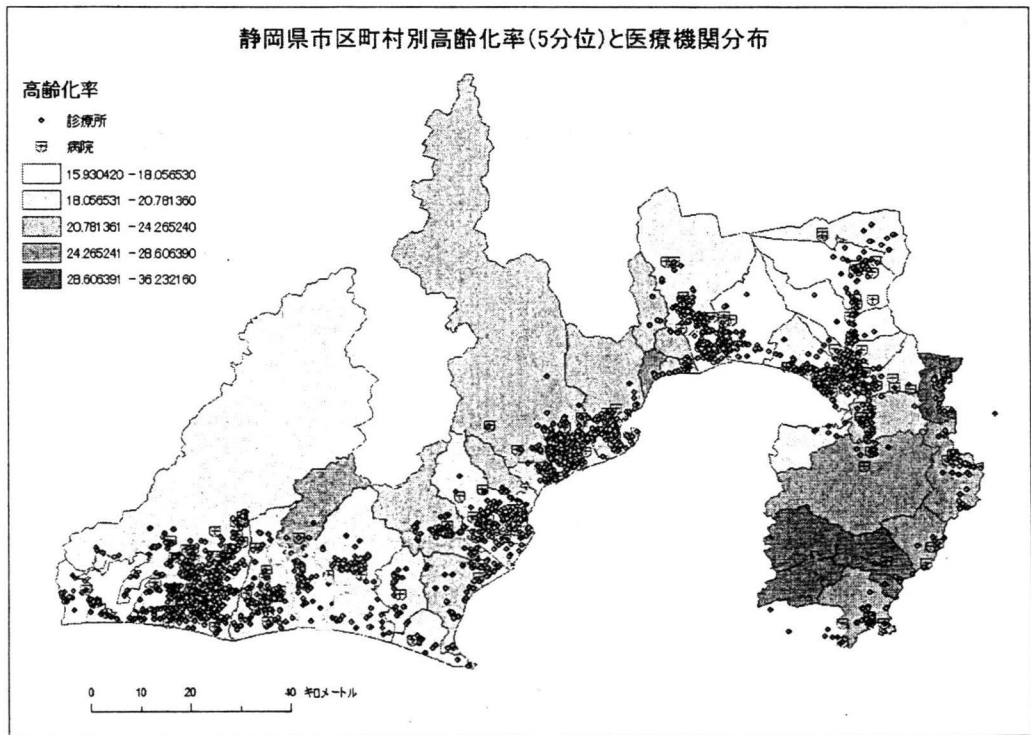 静岡県市区町村別高齢化率(5分位)と医療機関分布
高齢化率
診療所
病院
15.930420 - 18.056530
18.056531 - 20.781360
20.781361 - 24.265240
24.265241 - 28.606390
28.606391 - 36.232160
0 10 20 40 キロメートル